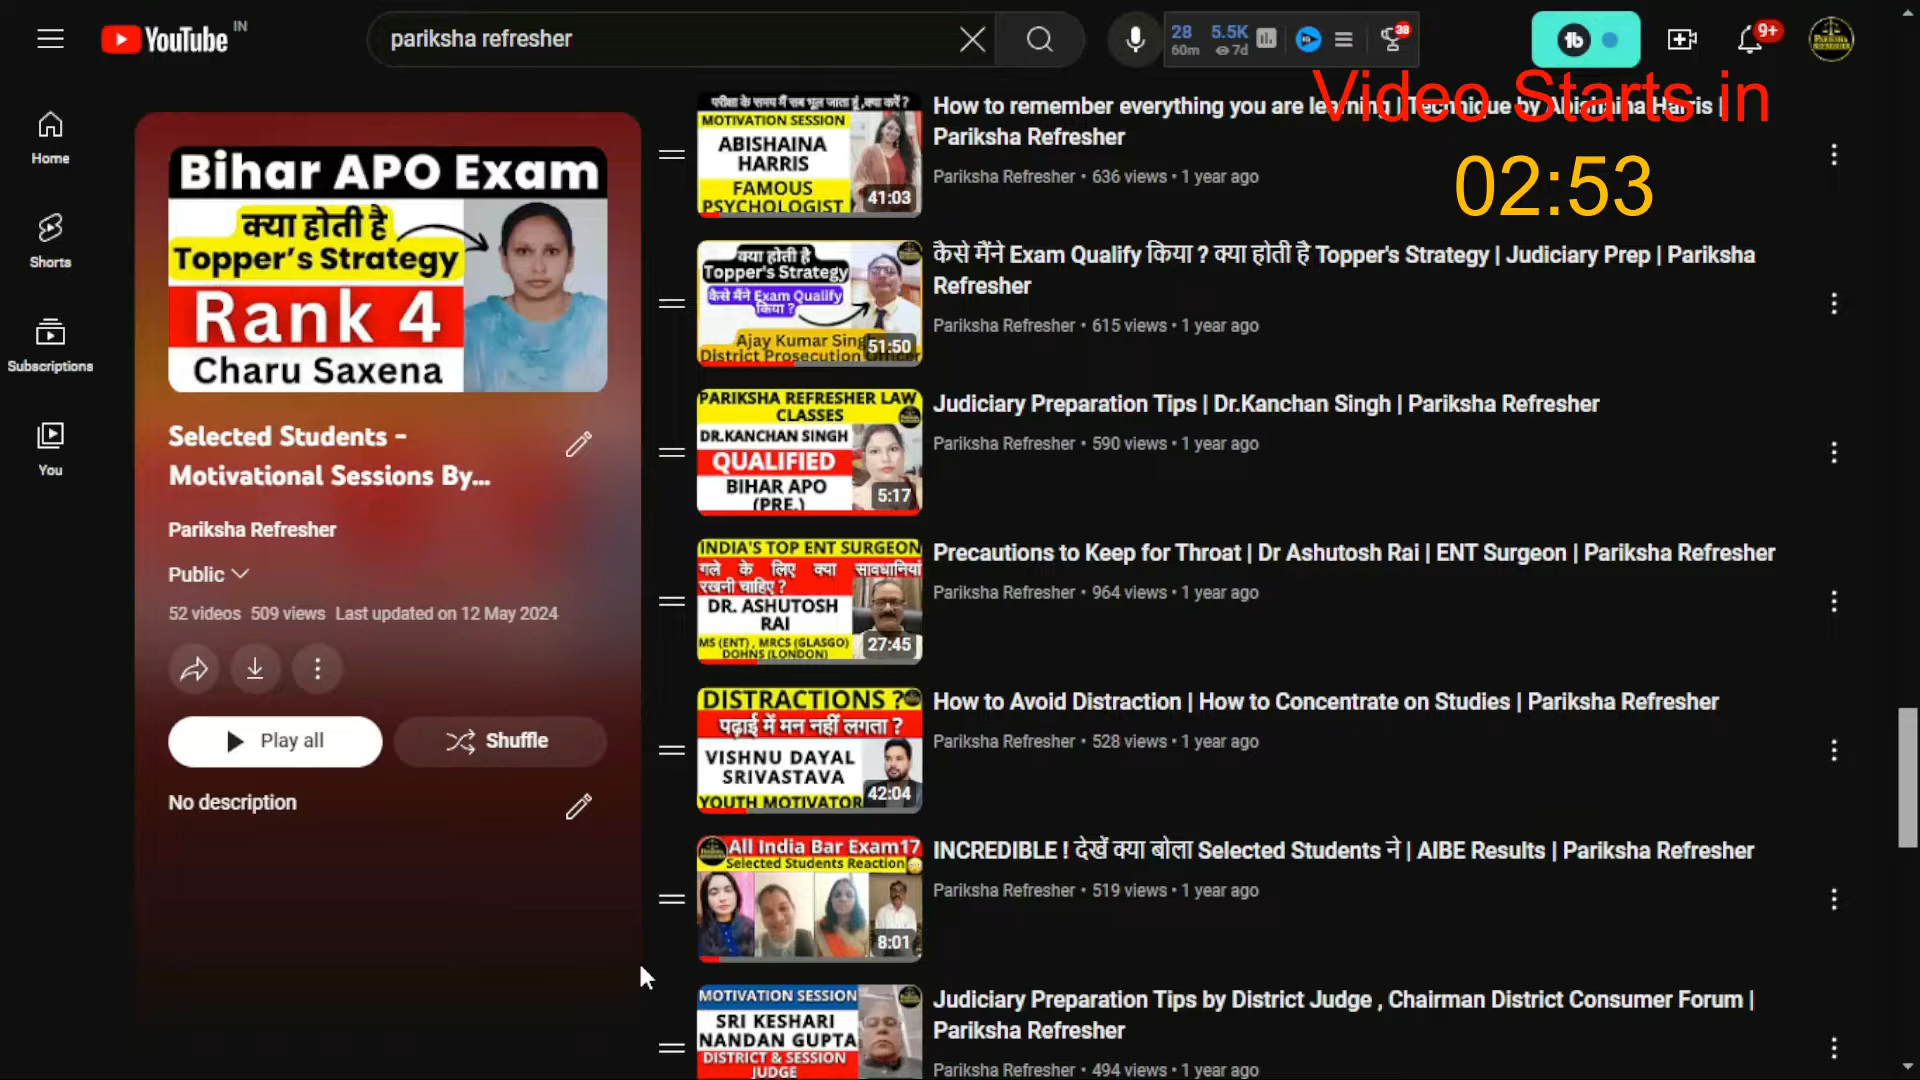 YouTube IN
pariksha refresher
28
60m
5.5K
7d
38
9+
Video Starts in
02:53
Home
Shorts
Subscriptions
You
Bihar APO Exam
क्या होती है
Topper's Strategy
Rank 4
Charu Saxena
Selected Students -
Motivational Sessions By...
Pariksha Refresher
Public
52 videos 509 views Last updated on 12 May 2024
Play all
Shuffle
No description
परीक्षा के समय मैं सब भूल जाता हूं ,क्या करें ?
MOTIVATION SESSION
ABISHAINA
HARRIS
FAMOUS
PSYCHOLOGIST
41:03
How to remember everything you are learning | Technique by Abishaina Harris |
Pariksha Refresher
Pariksha Refresher • 636 views • 1 year ago
क्या होती है
Topper's Strategy
कैसे मैंने Exam Qualify
किया ?
Ajay Kumar Sing
District Prosecution Officer
51:50
कैसे मैंने Exam Qualify किया ? क्या होती है Topper's Strategy | Judiciary Prep | Pariksha
Refresher
Pariksha Refresher • 615 views • 1 year ago
PARIKSHA REFRESHER LAW
CLASSES
DR.KANCHAN SINGH
QUALIFIED
BIHAR APO
(PRE.)
5:17
Judiciary Preparation Tips | Dr.Kanchan Singh | Pariksha Refresher
Pariksha Refresher • 590 views • 1 year ago
INDIA'S TOP ENT SURGEON
गले के लिए क्या सावधानियां
रखनी चाहिए ?
DR. ASHUTOSH
RAI
MS (ENT) , MRCS (GLASGO)
DOHNS (LONDON)
27:45
Precautions to Keep for Throat | Dr Ashutosh Rai | ENT Surgeon | Pariksha Refresher
Pariksha Refresher • 964 views • 1 year ago
DISTRACTIONS ?
पढ़ाई में मन नहीं लगता ?
VISHNU DAYAL
SRIVASTAVA
YOUTH MOTIVATOR
42:04
How to Avoid Distraction | How to Concentrate on Studies | Pariksha Refresher
Pariksha Refresher • 528 views • 1 year ago
All India Bar Exam17
Selected Students Reaction
8:01
INCREDIBLE ! देखें क्या बोला Selected Students ने | AIBE Results | Pariksha Refresher
Pariksha Refresher • 519 views • 1 year ago
MOTIVATION SESSION
SRI KESHARI
NANDAN GUPTA
DISTRICT & SESSION
JUDGE
Judiciary Preparation Tips by District Judge , Chairman District Consumer Forum |
Pariksha Refresher
Pariksha Refresher • 494 views • 1 year ago